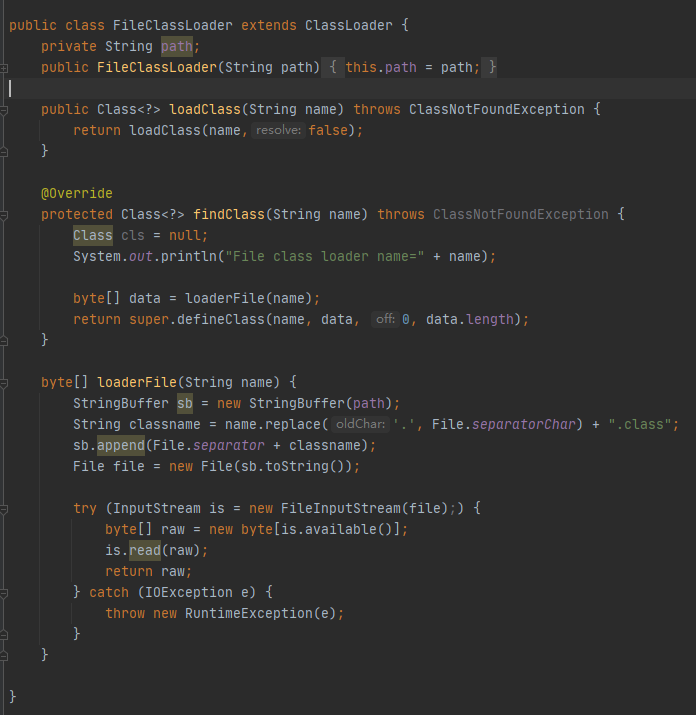 public class FileClassLoader extends ClassLoader {
private String path;
public FileClassLoader(String path) { this.path = path; }
public Class<?> loadClass(String name) throws ClassNotFoundException {
return loadClass(name, resolve: false);
}
@Override
protected Class<?> findClass(String name) throws ClassNotFoundException {
Class cls = null;
System.out.println("File class loader name=" + name);
byte[] data = loaderFile(name);
return super.defineClass(name, data, off: 0, data.length);
}
byte[] loaderFile(String name) {
StringBuffer sb = new StringBuffer(path);
String classname = name.replace( oldChar: '.', File.separatorChar) + ".class";
sb.append(File.separator + classname);
File file = new File(sb.toString());
try (InputStream is = new FileInputStream(file);) {
byte[] raw = new byte[is.available()];
is.read(raw);
return raw;
} catch (IOException e) {
throw new RuntimeException(e);
}
}
}